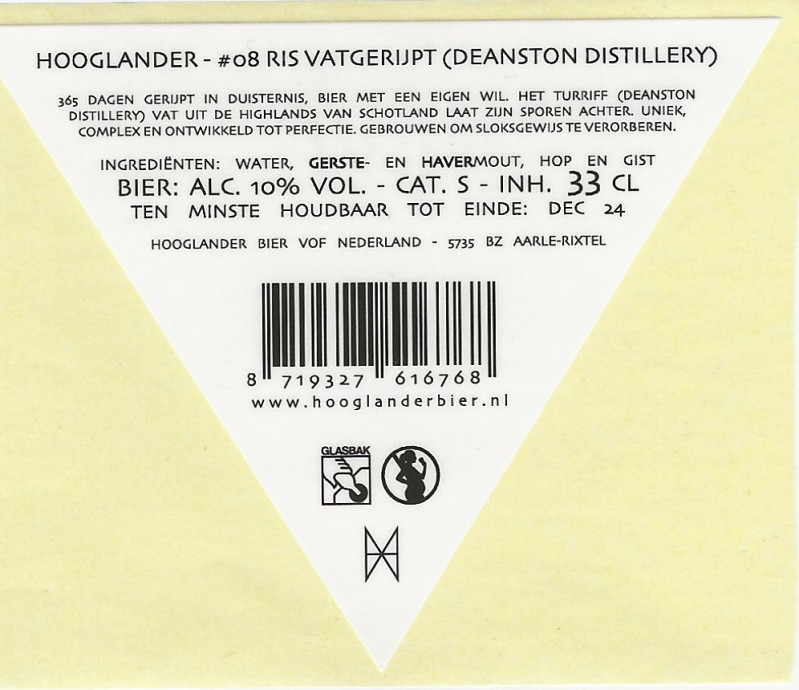 HOOGLANDER - #08 RIS VATGERIJPT (DEANSTON DISTILLERY)
365 DAGEN GERIJPT IN DUISTERNIS, BIER MET EEN EIGEN WIL. HET TURRIFF (DEANSTON
DISTILLERY) VAT UIT DE HIGHLANDS VAN SCHOTLAND LAAT ZIJN SPOREN ACHTER. UNIEK,
COMPLEX EN ONTWIKKELD TOT PERFECTIE. GEBROUWEN OM SLOKSGEWIJS TE VERORBEREN.
INGREDIËNTEN: WATER, GERSTE- EN HAVERMOUT, HOP EN GIST
BIER: ALC. 10% VOL. - CAT. S - INH. 33 CL
TEN MINSTE HOUDBAAR TOT EINDE: DEC 24
HOOGLANDER BIER VOF NEDERLAND - 5735 BZ AARLE-RIXTEL
8 719327 616768
www.hooglanderbier.nl
GLASBAK